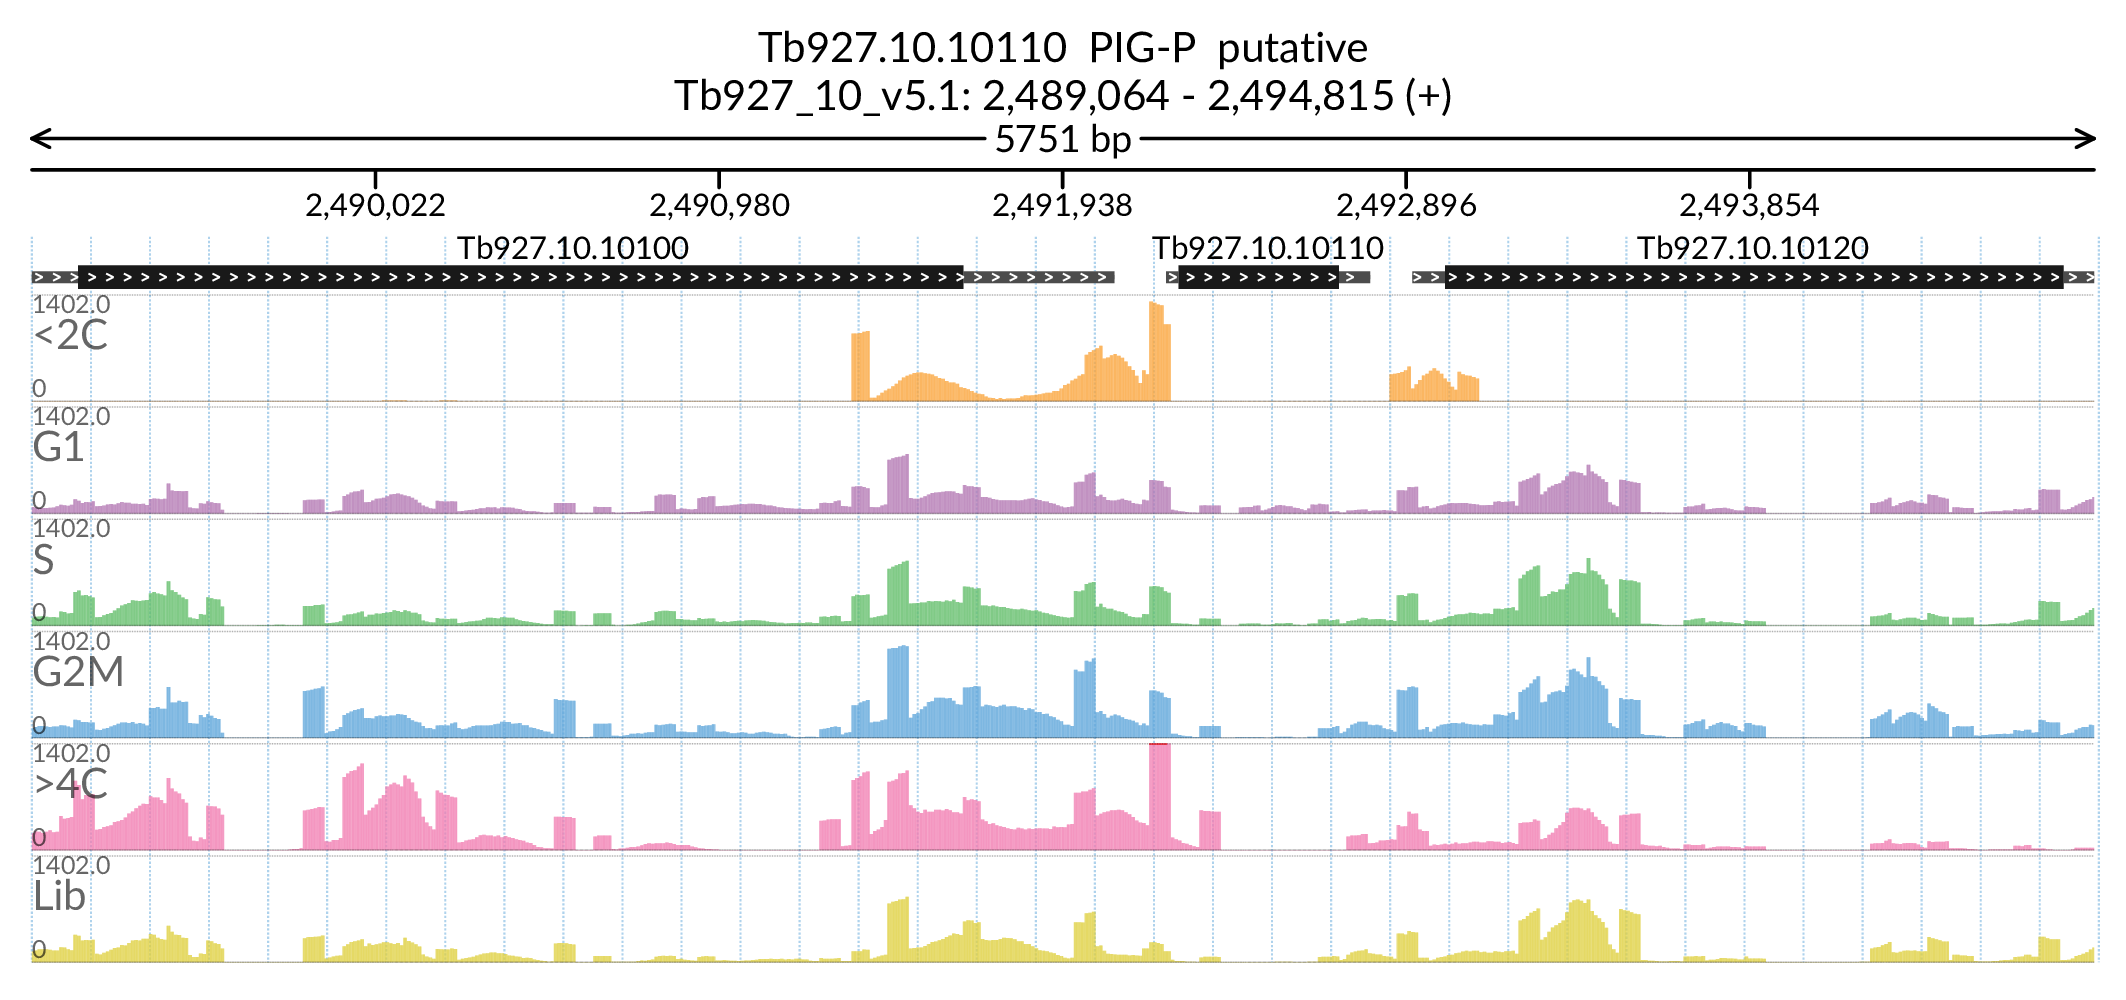 Tb927.10.10110 PIG-P putative
Tb927_10_v5.1: 2,489,064 - 2,494,815 (+)
5751 bp
2,490,022 2,490,980 2,491,938 2,492,896 2,493,854
Tb927.10.10100 Tb927.10.10110 Tb927.10.10120
1402.0
<2C
0
1402.0
G1
0
1402.0
S
0
1402.0
G2M
0
1402.0
>4C
0
1402.0
Lib
0